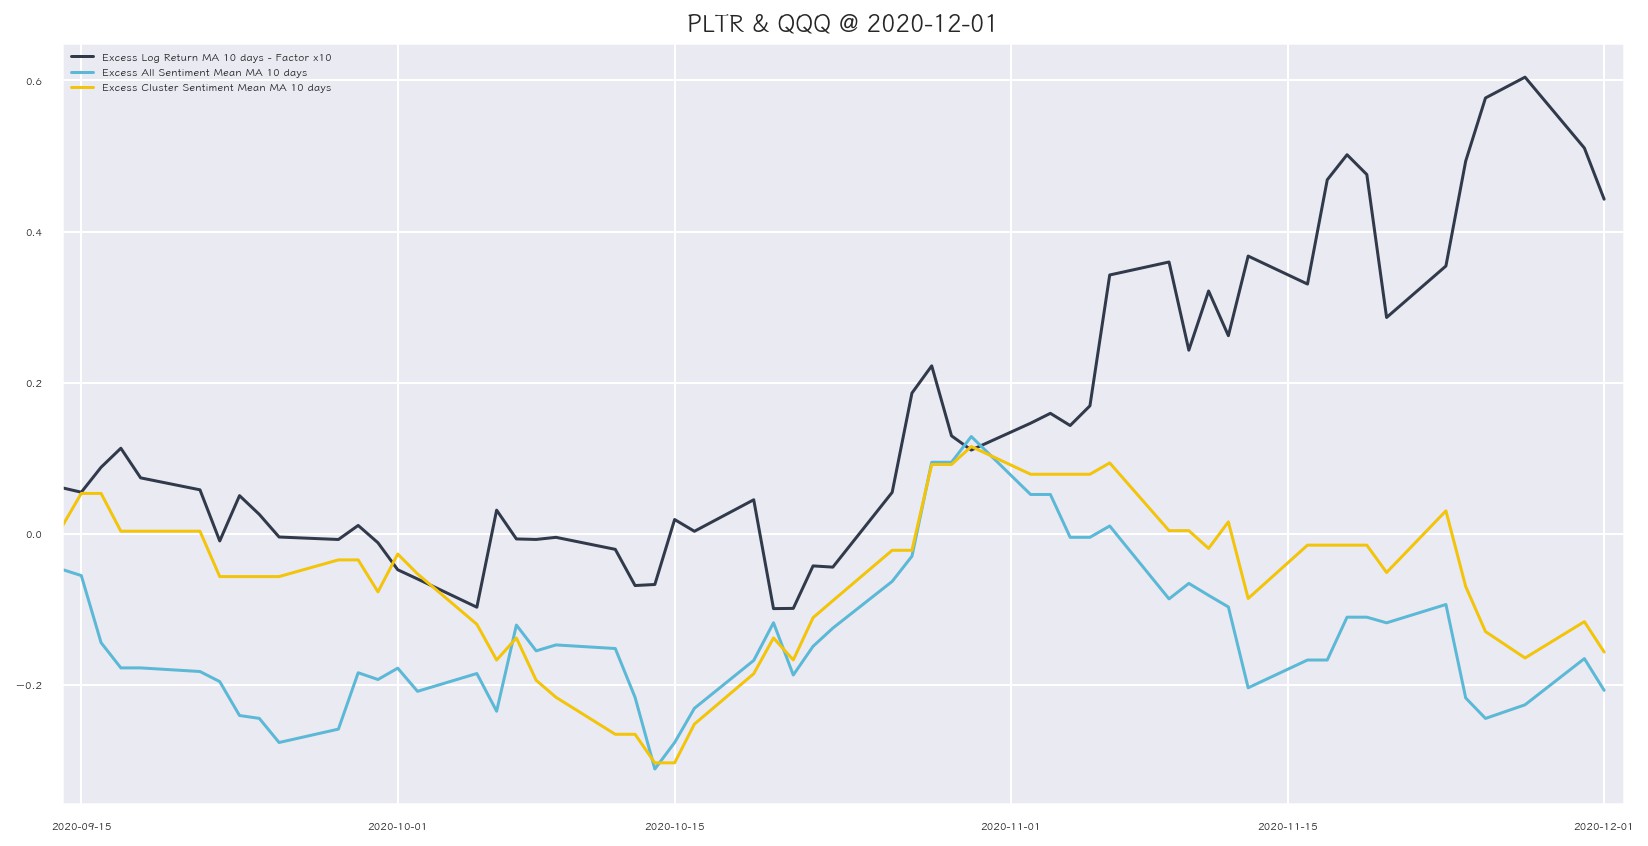 PLTR & QQQ @ 2020-12-01
Excess Log Return MA 10 days - Factor x10
Excess All Sentiment Mean MA 10 days
Excess Cluster Sentiment Mean MA 10 days
0.6
0.4
0.2
0.0
−0.2
2020-09-15 2020-10-01 2020-10-15 2020-11-01 2020-11-15 2020-12-01